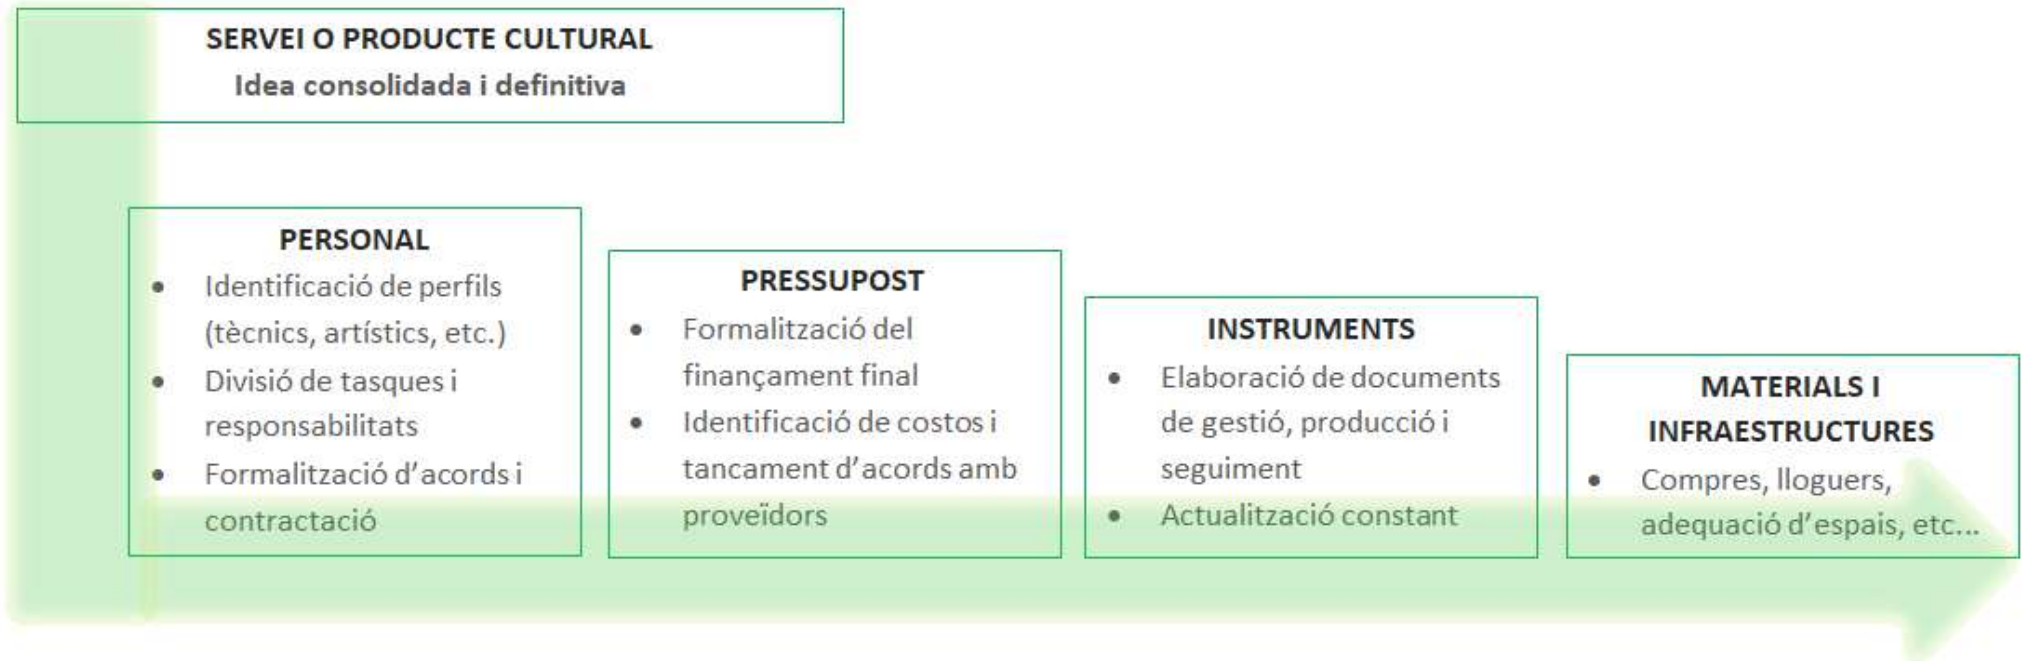 SERVEI O PRODUCTE CULTURAL
Idea consolidada i definitiva
PERSONAL
• Identificació de perfils
(tècnics, artístics, etc.)
• Divisió de tasques i
responsabilitats
• Formalització d’acords i
contractació
PRESSUPOST
• Formalització del
finançament final
• Identificació de costos i
tancament d’acords amb
proveïdors
INSTRUMENTS
• Elaboració de documents
de gestió, producció i
seguiment
• Actualització constant
MATERIALS I
INFRAESTRUCTURES
• Compres, lloguers,
adequació d’espais, etc...